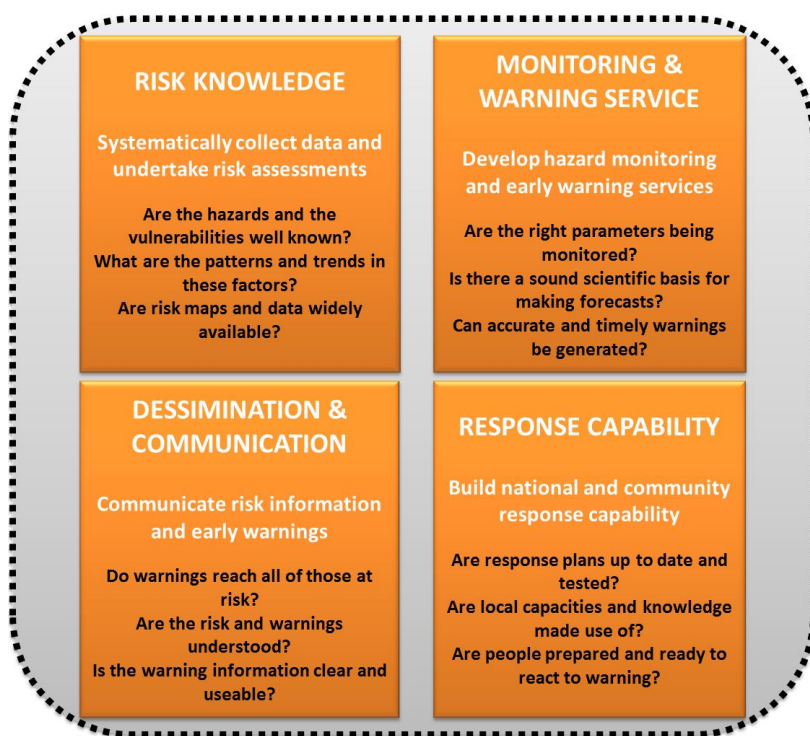 RISK KNOWLEDGE
Systematically collect data and
undertake risk assessments
Are the hazards and the
vulnerabilities well known?
What are the patterns and trends in
these factors?
Are risk maps and data widely
available?
MONITORING &
WARNING SERVICE
Develop hazard monitoring
and early warning services
Are the right parameters being
monitored?
Is there a sound scientific basis for
making forecasts?
Can accurate and timely warnings
be generated?
DESSIMINATION &
COMMUNICATION
Communicate risk information
and early warnings
Do warnings reach all of those at
risk?
Are the risk and warnings
understood?
Is the warning information clear and
useable?
RESPONSE CAPABILITY
Build national and community
response capability
Are response plans up to date and
tested?
Are local capacities and knowledge
made use of?
Are people prepared and ready to
react to warning?